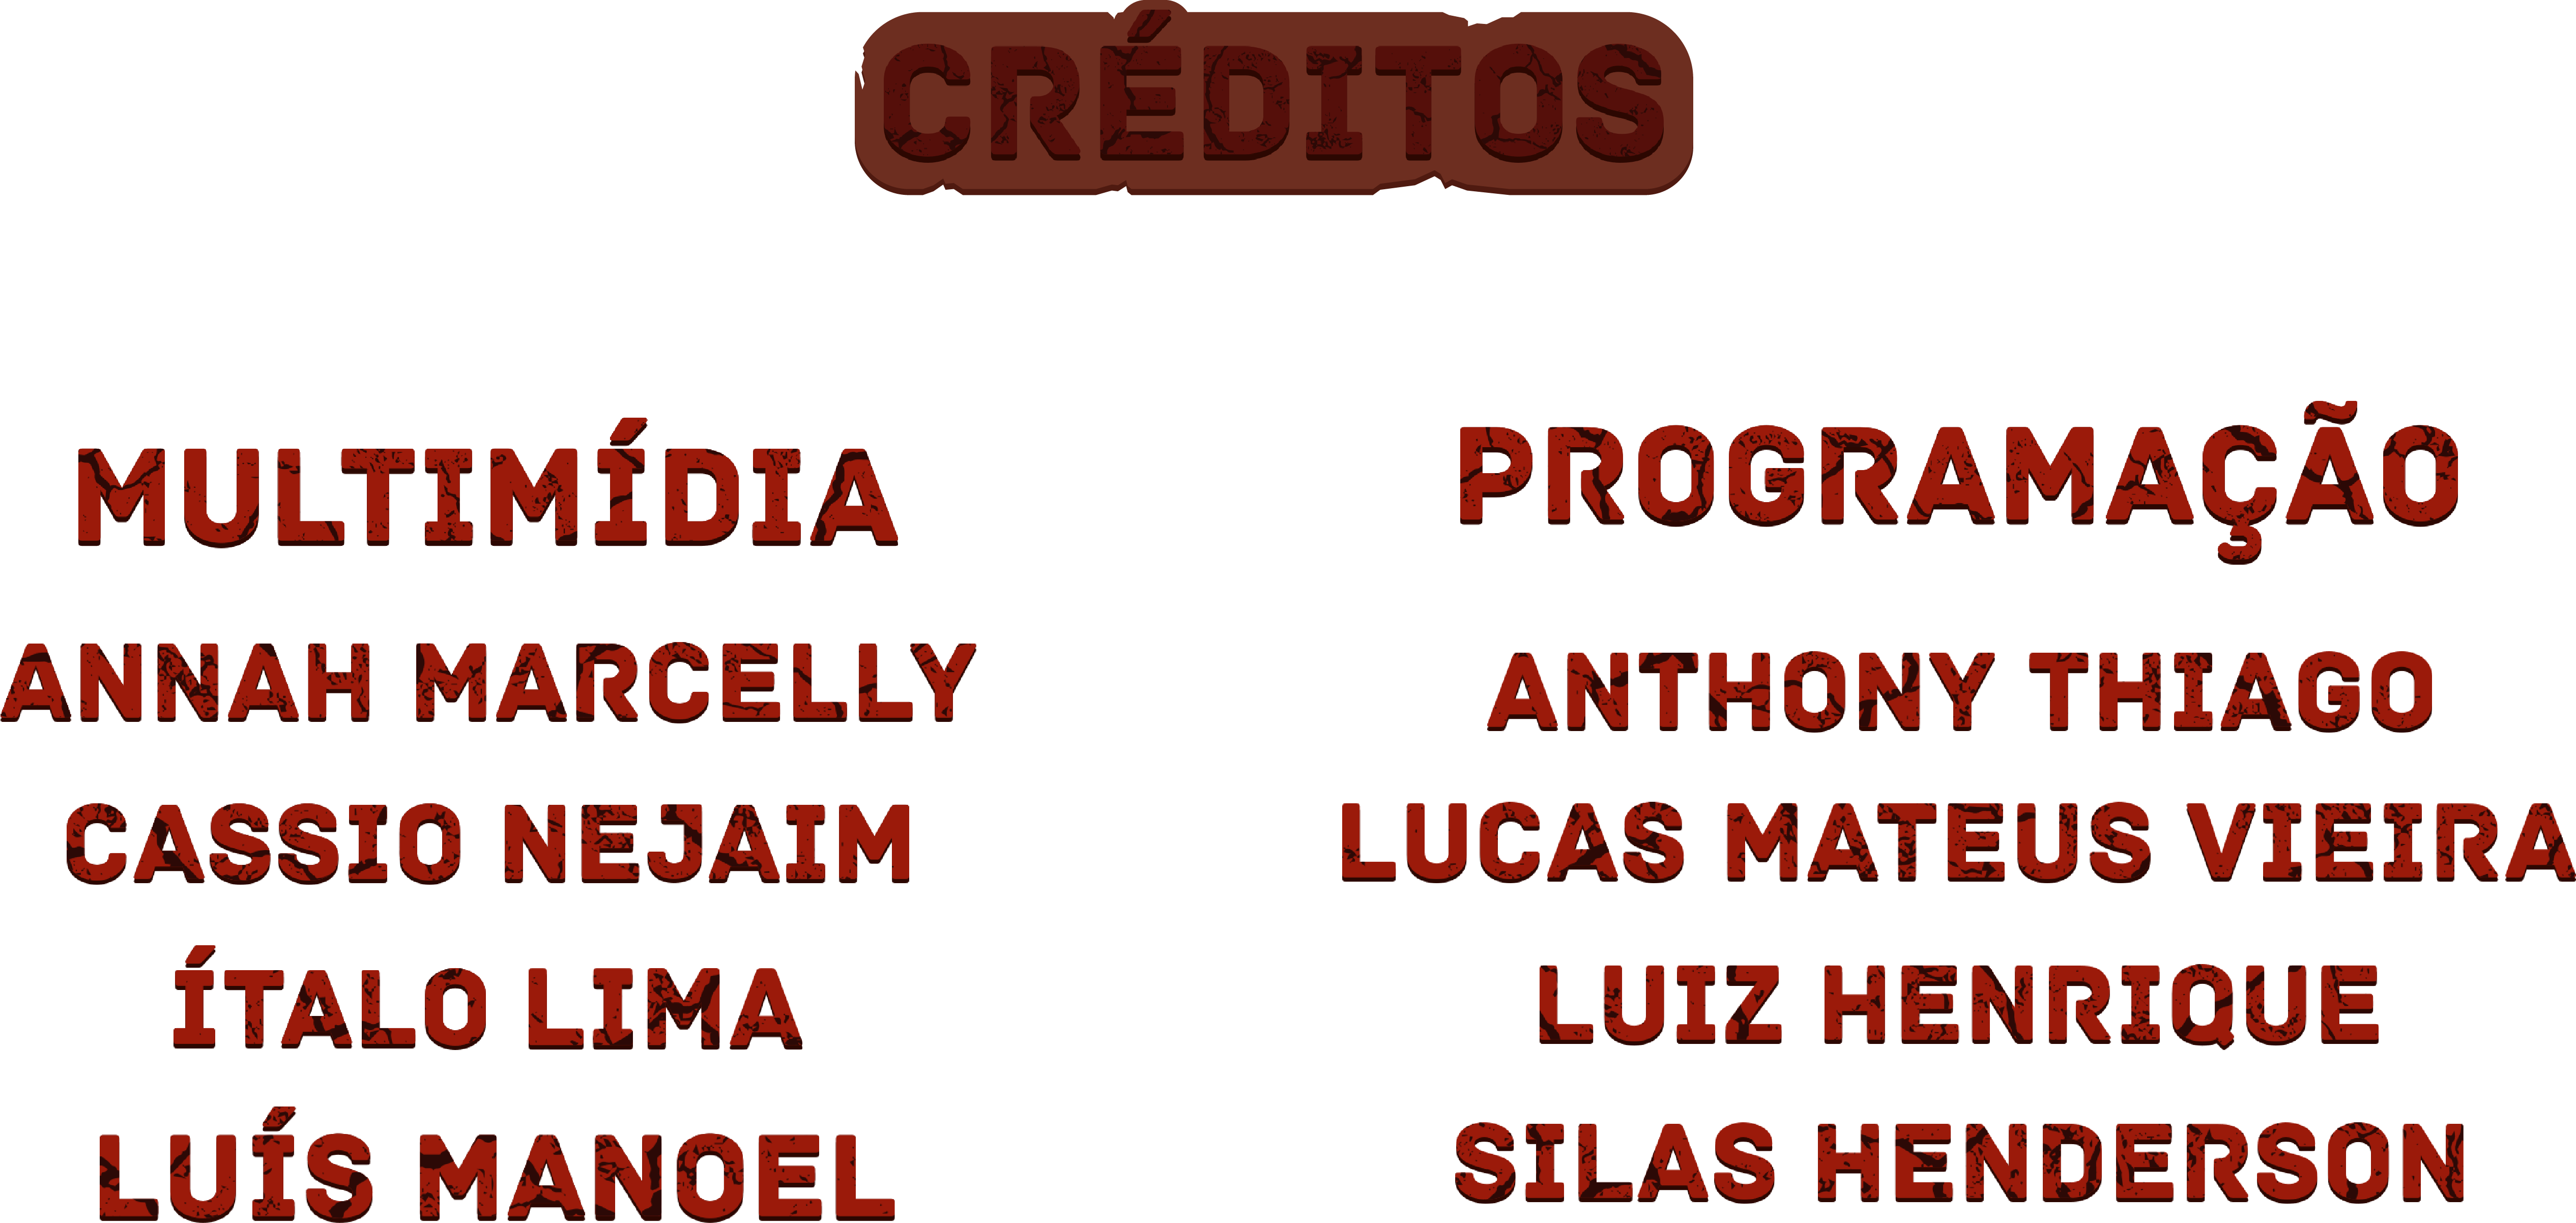 CRÉDITOS
MULTIMÍDIA
ANNAH MARCELLY
CASSIO NEJAIM
ÍTALO LIMA
LUÍS MANOEL
PROGRAMAÇÃO
ANTHONY THIAGO
LUCAS MATEUS VIEIRA
LUIZ HENRIQUE
SILAS HENDERSON